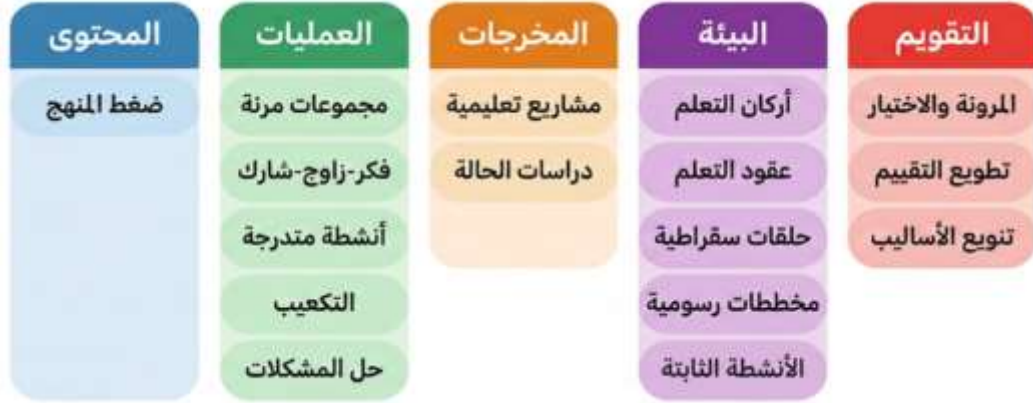 التقويم
المرونة والاختيار
تطويع التقييم
تنويع الأساليب
البيئة
أركان التعلم
عقود التعلم
حلقات سقراطية
مخططات رسومية
الأنشطة الثابتة
المخرجات
مشاريع تعليمية
دراسات الحالة
العمليات
مجموعات مرنة
فكر-زاوج-شارك
أنشطة متدرجة
التكعيب
حل المشكلات
المحتوى
ضغط المنهج